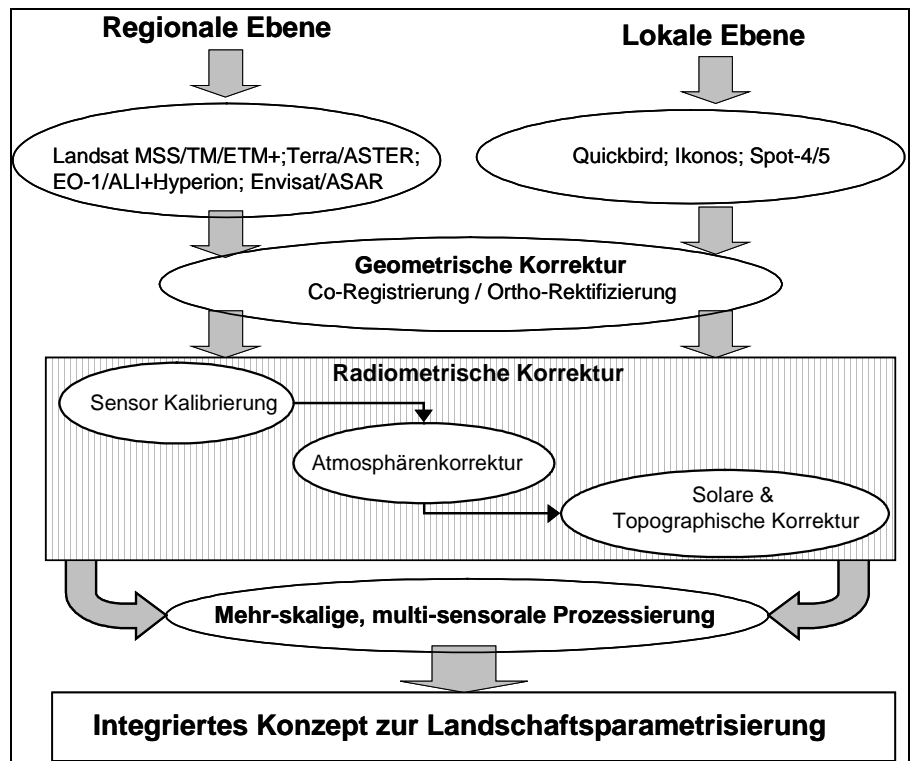 Regionale Ebene
Lokale Ebene
Landsat MSS/TM/ETM+;Terra/ASTER;
EO-1/ALI+Hyperion; Envisat/ASAR
Quickbird; Ikonos; Spot-4/5
Geometrische Korrektur
Co-Registrierung / Ortho-Rektifizierung
Radiometrische Korrektur
Sensor Kalibrierung
Atmosphärenkorrektur
Solare &
Topographische Korrektur
Mehr-skalige, multi-sensorale Prozessierung
Integriertes Konzept zur Landschaftsparametrisierung